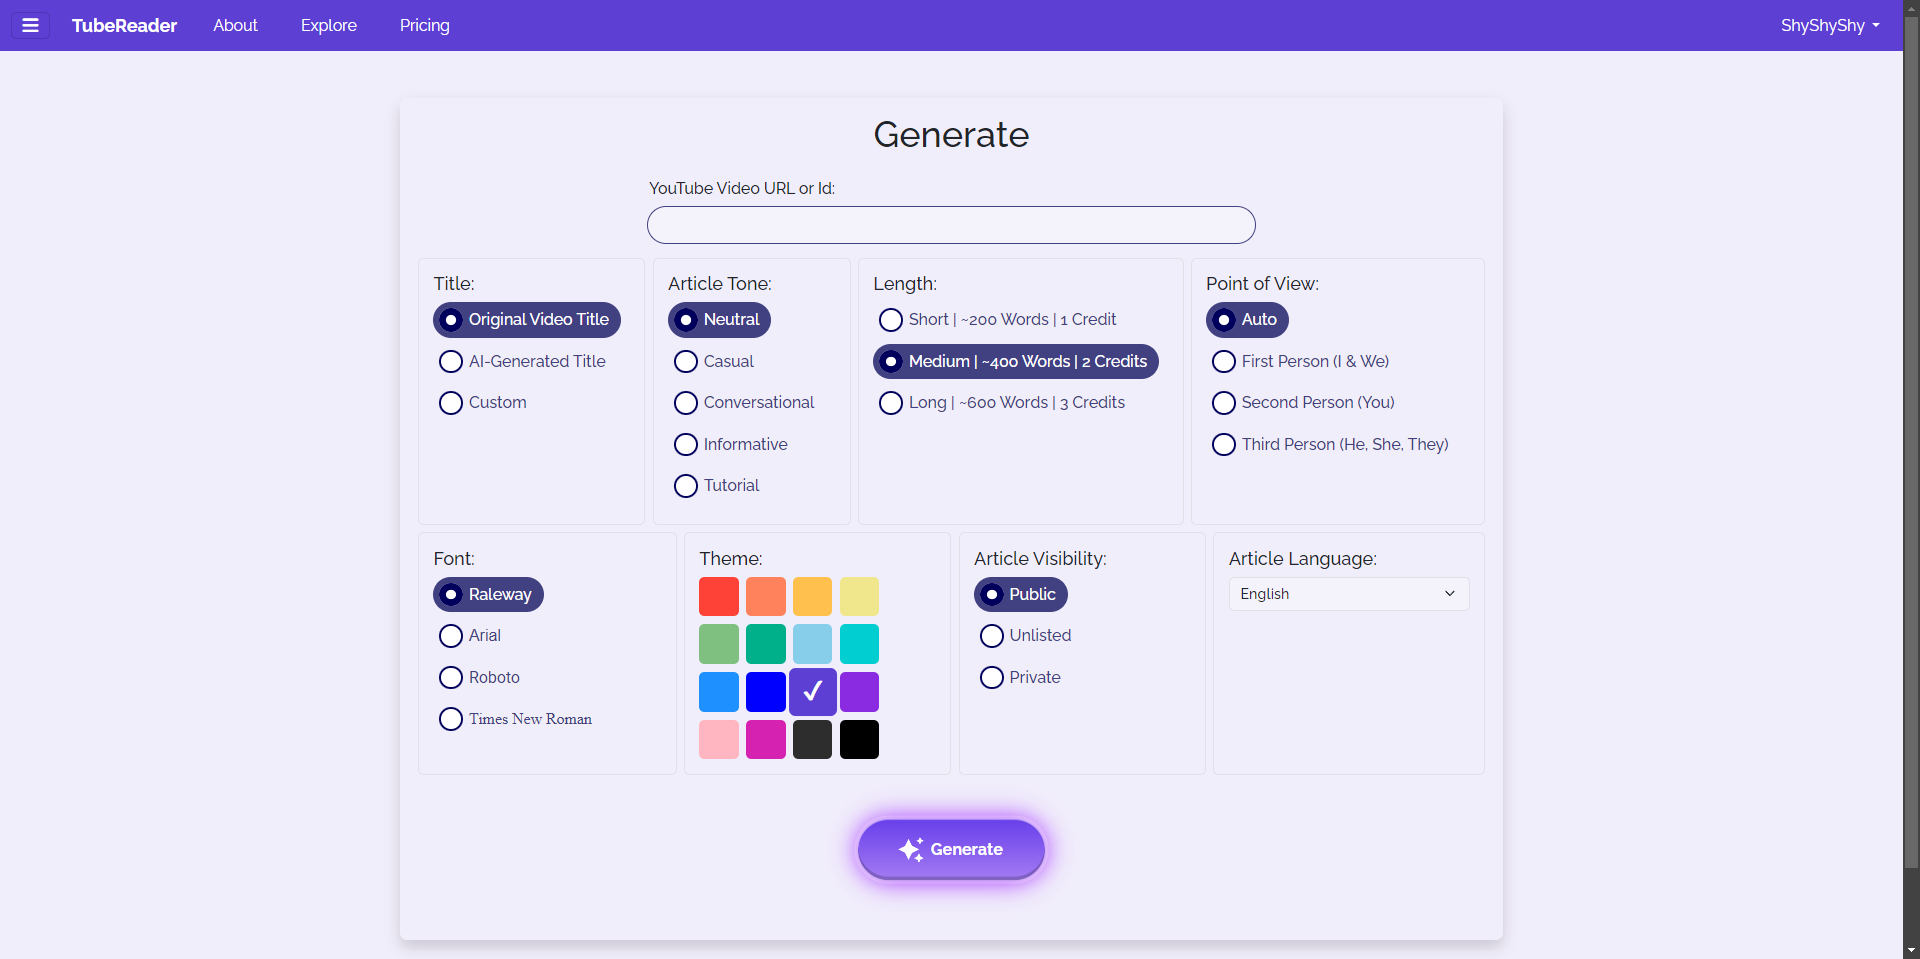 TubeReader About Explore Pricing ShyShyShy
Generate
YouTube Video URL or Id:
Title:
Original Video Title
AI-Generated Title
Custom
Article Tone:
Neutral
Casual
Conversational
Informative
Tutorial
Length:
Short | ~200 Words | 1 Credit
Medium | ~400 Words | 2 Credits
Long | ~600 Words | 3 Credits
Point of View:
Auto
First Person (I & We)
Second Person (You)
Third Person (He, She, They)
Font:
Raleway
Arial
Roboto
Times New Roman
Theme:
Article Visibility:
Public
Unlisted
Private
Article Language:
English
Generate